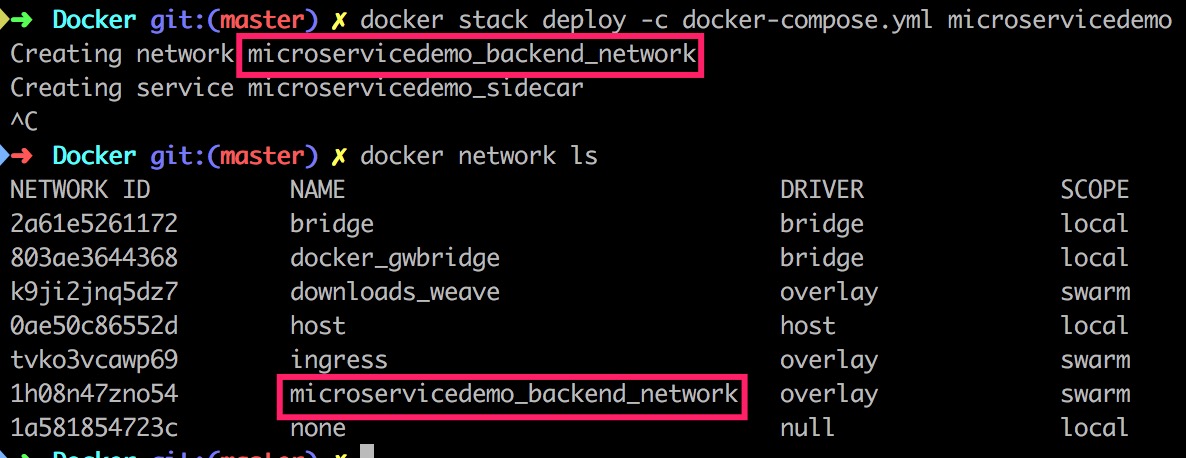 ➜ Docker git:(master) ✗ docker stack deploy -c docker-compose.yml microservicedemo
Creating network microservicedemo_backend_network
Creating service microservicedemo_sidecar
^C
➜ Docker git:(master) ✗ docker network ls
NETWORK ID NAME DRIVER SCOPE
2a61e5261172 bridge bridge local
803ae3644368 docker_gwbridge bridge local
k9ji2jnq5dz7 downloads_weave overlay swarm
0ae50c86552d host host local
tvko3vcawp69 ingress overlay swarm
1h08n47zno54 microservicedemo_backend_network overlay swarm
1a581854723c none null local
➜ Docker git:(master) ✗